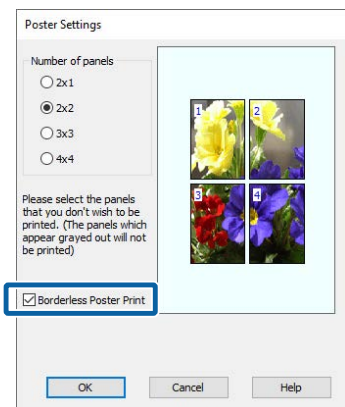 Poster Settings
Number of panels
2x1
2x2
3x3
4x4
1
2
3
4
Please select the panels
that you don't wish to be
printed. (The panels which
appear grayed out will not
be printed)
Borderless Poster Print
OK
Cancel
Help